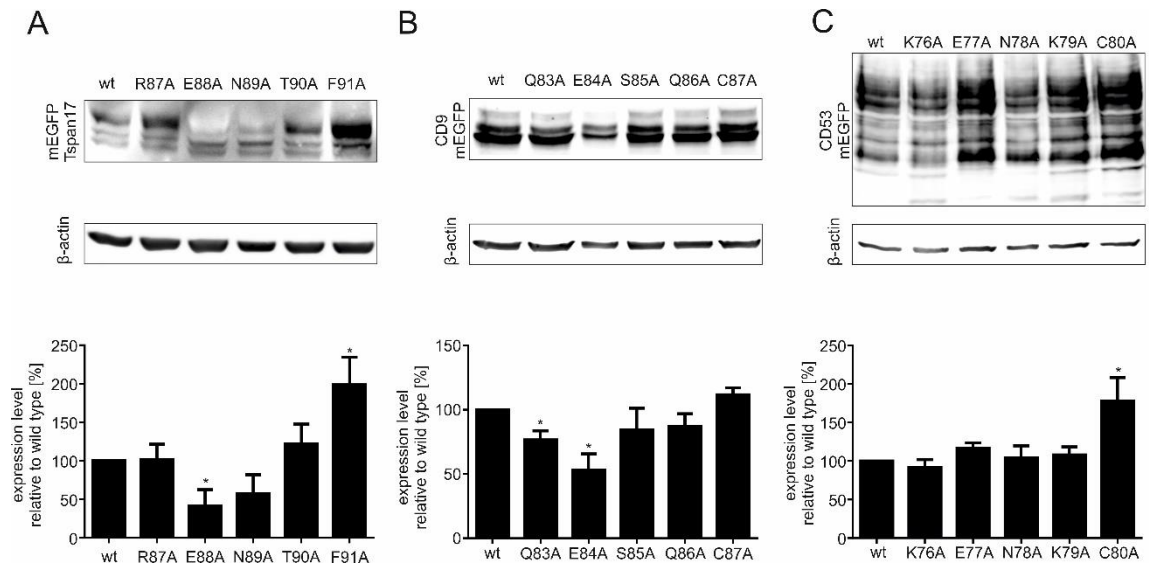 A
wt R87A E88A N89A T90A F91A
mEGFP
Tspan17
β-actin
expression level
relative to wild type [%]
250
200
150
100
50
0
*
*
wt R87A E88A N89A T90A F91A
B
wt Q83A E84A S85A Q86A C87A
CD9
mEGFP
β-actin
expression level
relative to wild type [%]
150
100
50
0
*
*
wt Q83A E84A S85A Q86A C87A
C
wt K76A E77A N78A K79A C80A
CD53
mEGFP
β-actin
expression level
relative to wild type [%]
250
200
150
100
50
0
*
wt K76A E77A N78A K79A C80A